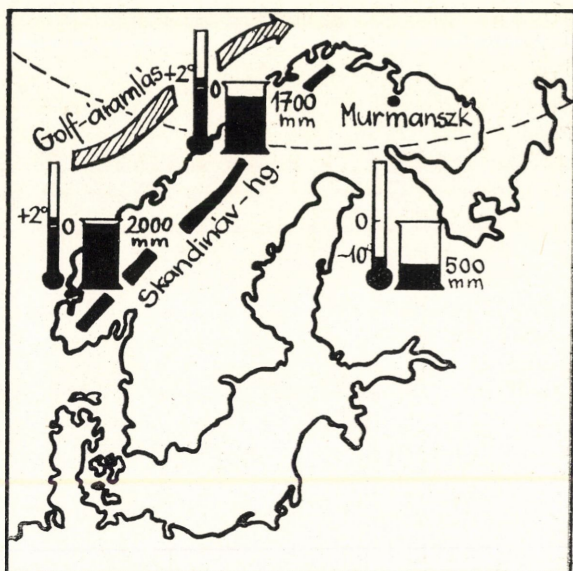 Golf-áramlás
+2°
0
1700
mm
Murmanszk
+2°
0
2000
mm
Skandináv-hg.
0
-10°
500
mm